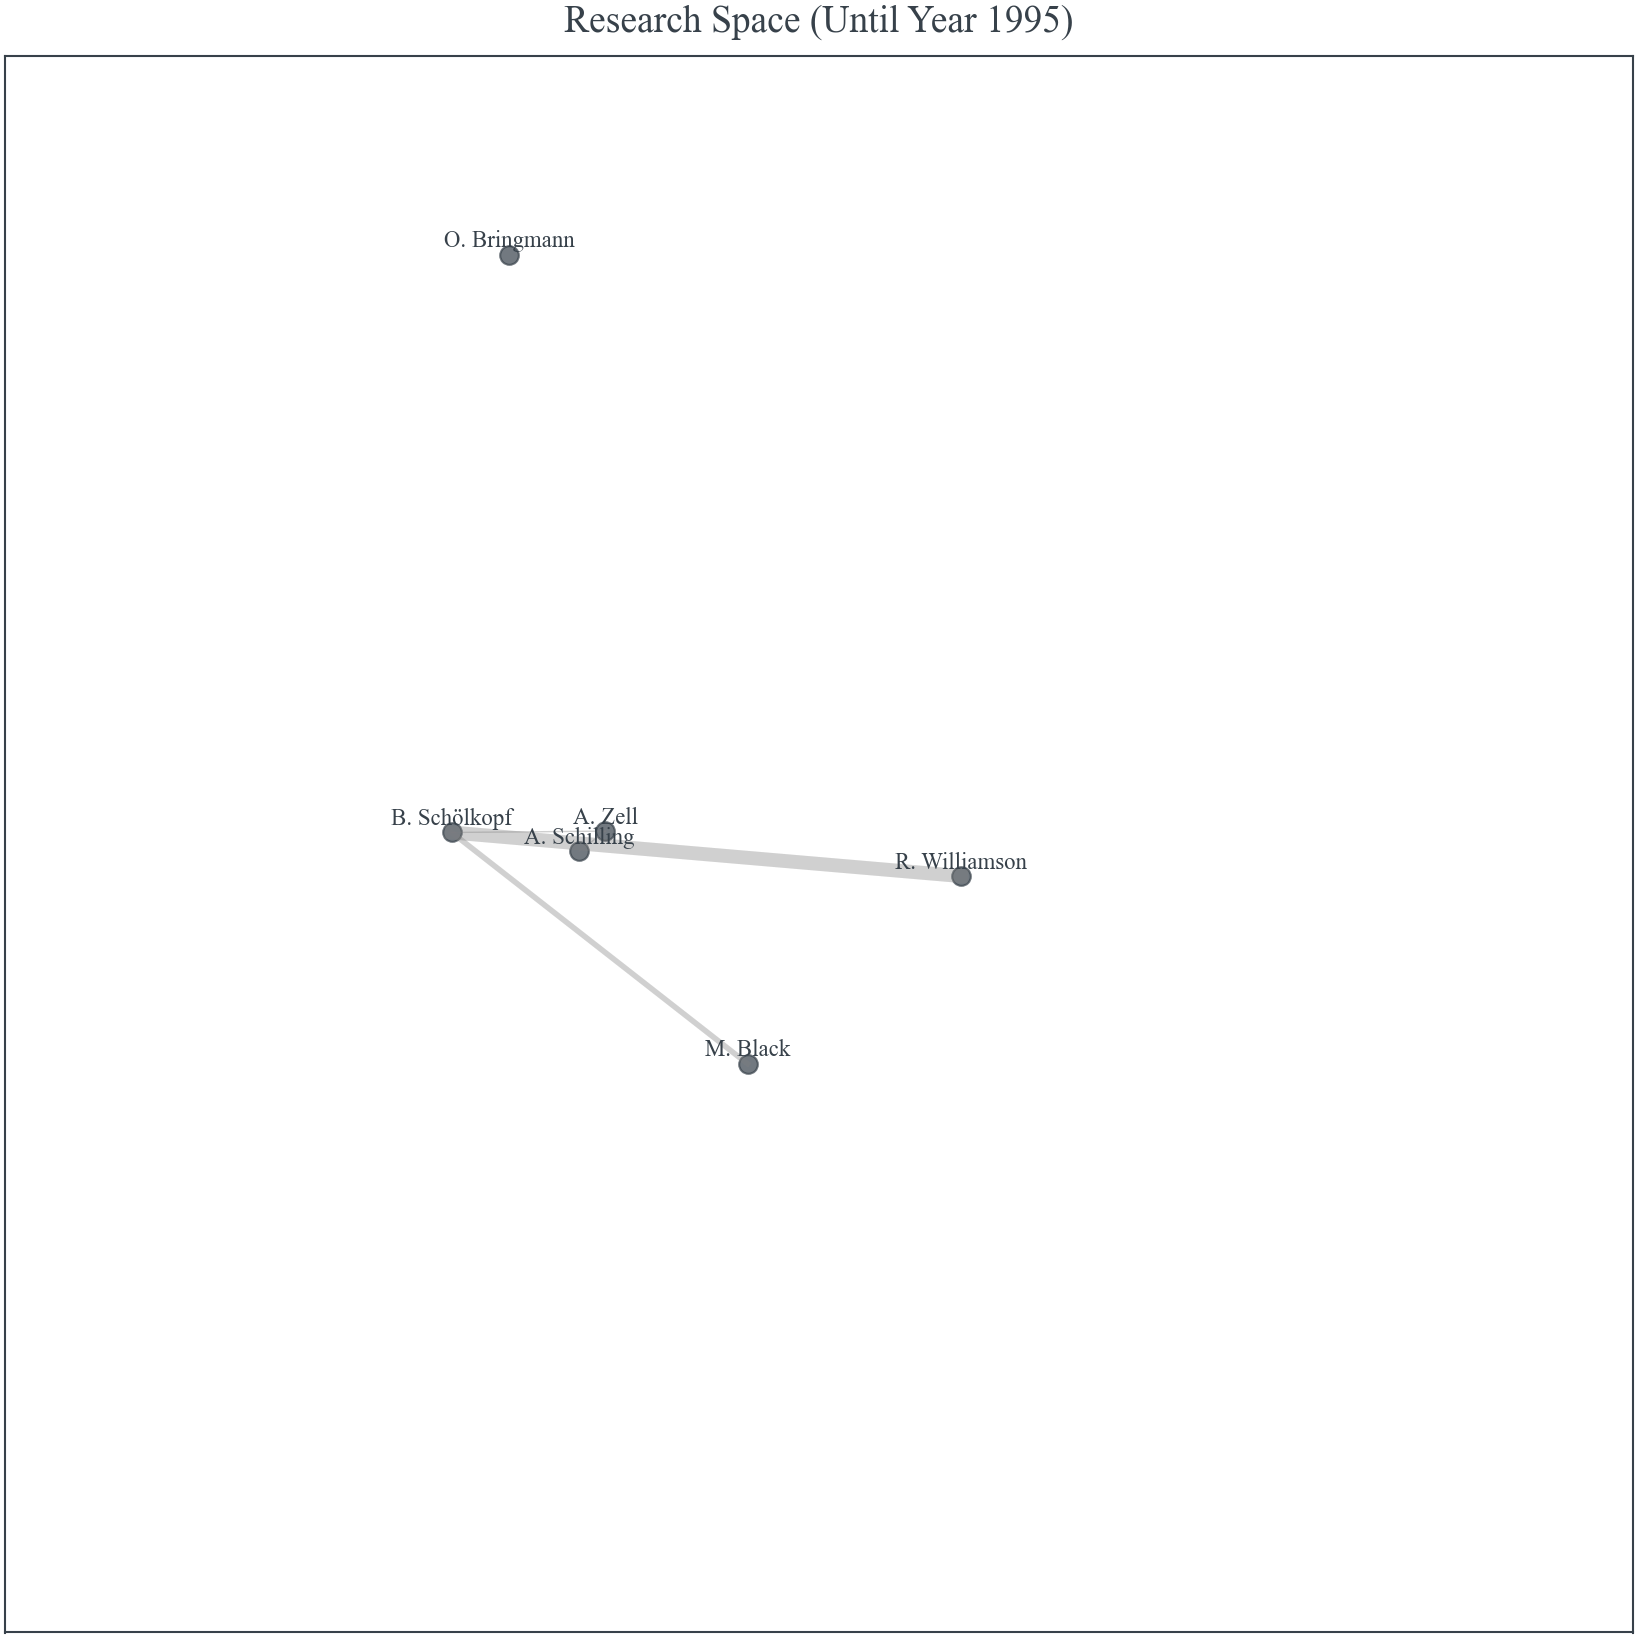 Research Space (Until Year 1995)
O. Bringmann
B. Schölkopf
A. Zell
A. Schilling
R. Williamson
M. Black